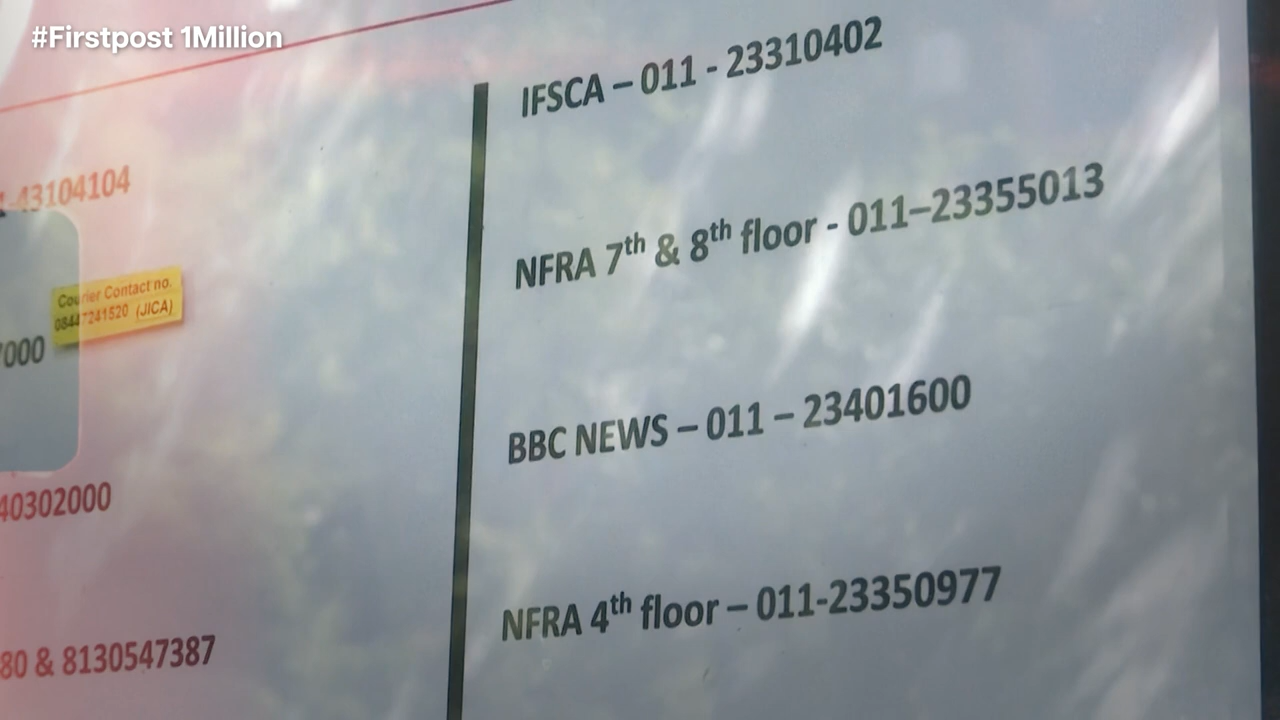 #Firstpost 1Million
43104104
Courier Contact no.
08447241520 (JICA)
7000
40302000
80 & 8130547387
IFSCA – 011 - 23310402
NFRA 7th & 8th floor - 011–23355013
BBC NEWS – 011 – 23401600
NFRA 4th floor – 011-23350977